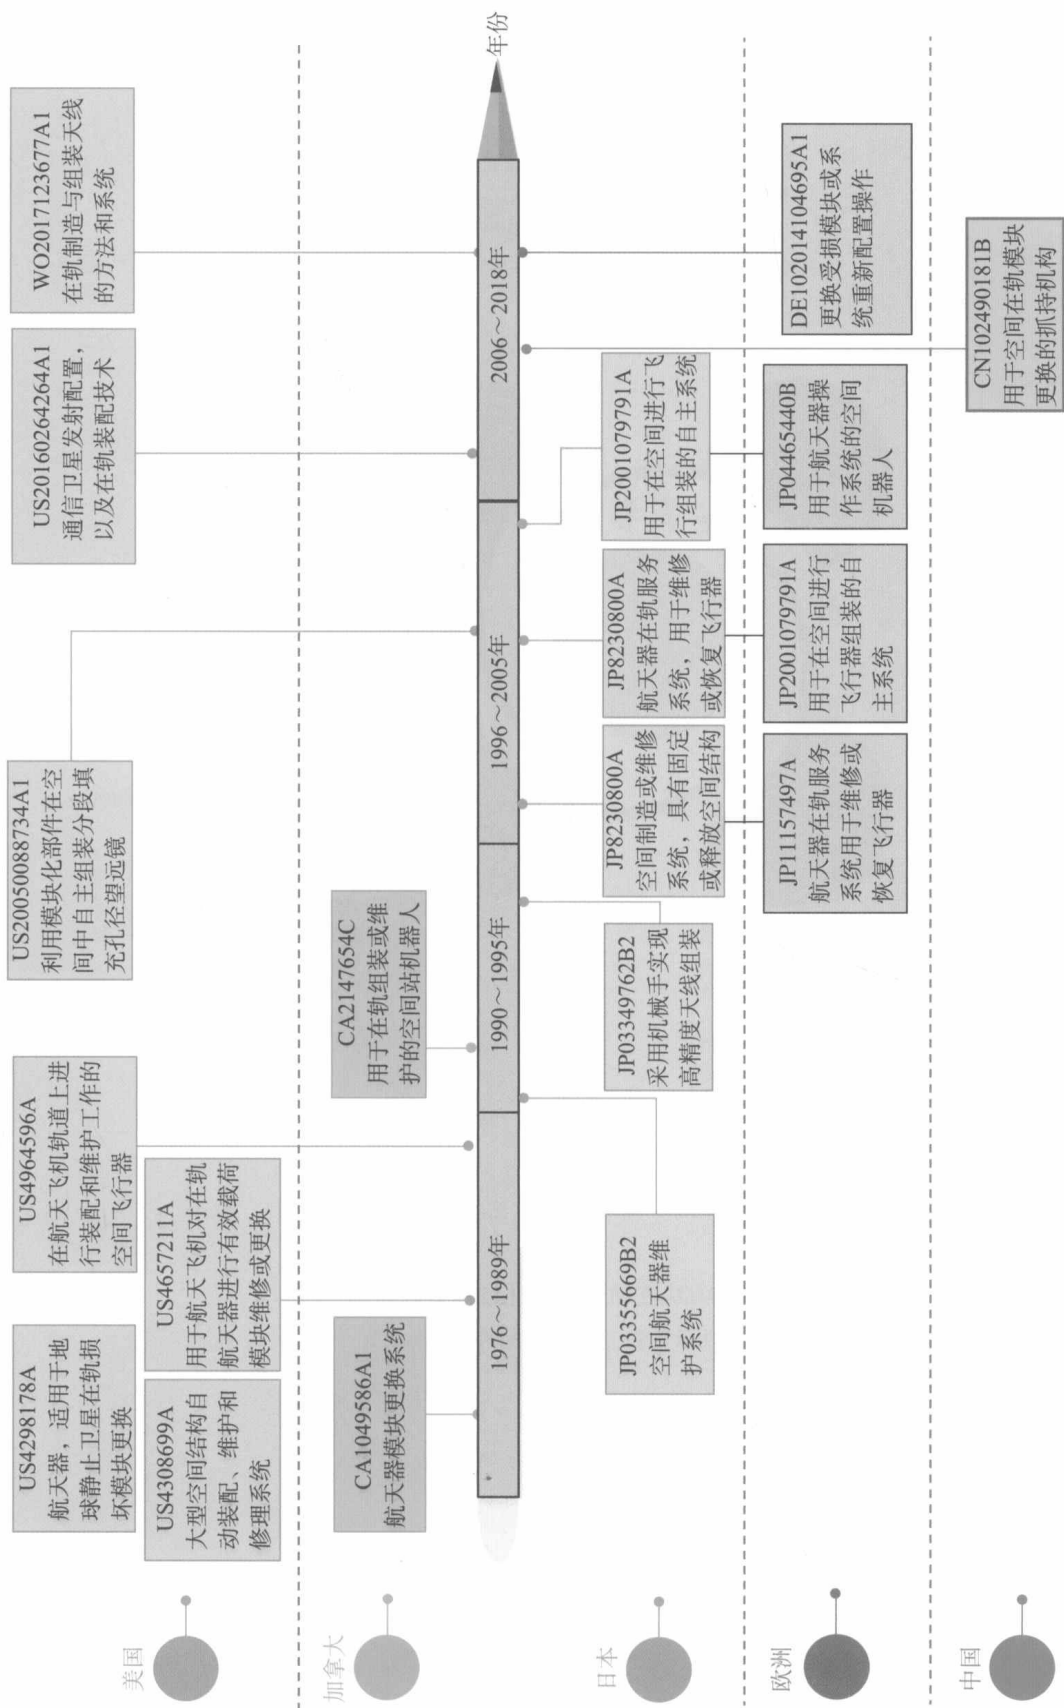 美国
US4298178A
航天器，适用于地
球静止卫星在轨损
坏模块更换
US4308699A
大型空间结构自
动装配、维护和
修理系统
US4964596A
在航天飞机轨道上进
行装配和维护工作的
空间飞行器
US4657211A
用于航天飞机对在轨
航天器进行有效载荷
模块维修或更换
US20050088734A1
利用模块化部件在空
间中自主组装分段填
充孔径望远镜
US20160264264A1
通信卫星发射配置，
以及在轨装配技术
WO2017123677A1
在轨制造与组装天线
的方法和系统
加拿大
CA1049586A1
航天器模块更换系统
CA2147654C
用于在轨组装或维
护的空间站机器人
1976～1989年
1990～1995年
1996～2005年
2006～2018年
年份
日本
JP03355669B2
空间航天器维
护系统
JP03349762B2
采用机械手实现
高精度天线组装
JP8230800A
空间制造或维修
系统，具有固定
或释放空间结构
JP8230800A
航天器在轨服务
系统，用于维修
或恢复飞行器
JP2001079791A
用于在空间进行飞
行组装的自主系统
欧洲
JP11157497A
航天器在轨服务
系统用于维修或
恢复飞行器
JP2001079791A
用于在空间进行
飞行器组装的自
主系统
JP04465440B
用于航天器操
作系统的空间
机器人
DE102014104695A1
更换受损模块或系
统重新配置操作
中国
CN102490181B
用于空间在轨模块
更换的抓持机构